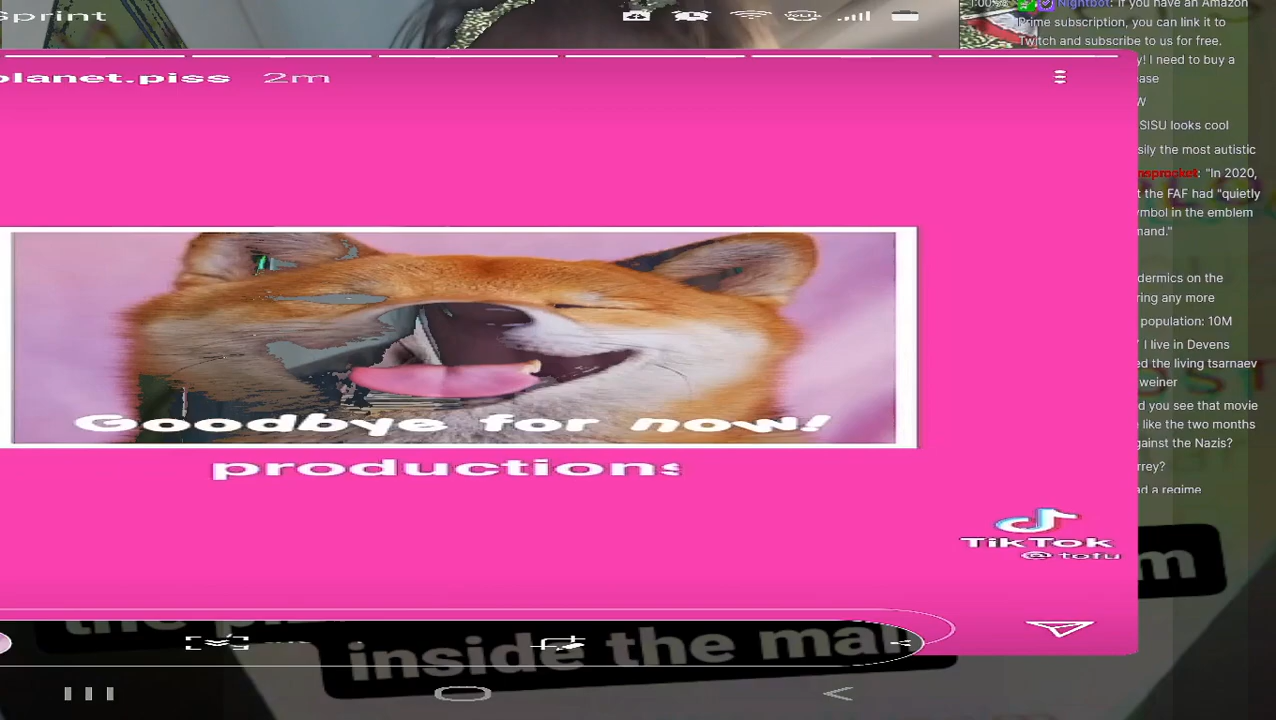 Sprint
planet.piss 2m
Goodbye for now!
productions
TikTok
@ tofu
inside the
Nightbot: If you have an Amazon
Prime subscription, you can link it to
Twitch and subscribe to us for free.
y! I need to buy a
ease
W
SISU looks cool
sily the most autistic
nsprocket: "In 2020,
t the FAF had "quietly
ymbol in the emblem
mand."
dermics on the
ring any more
population: 10M
I live in Devens
ed the living tsarnaev
weiner
d you see that movie
like the two months
gainst the Nazis?
rrey?
ad a regime